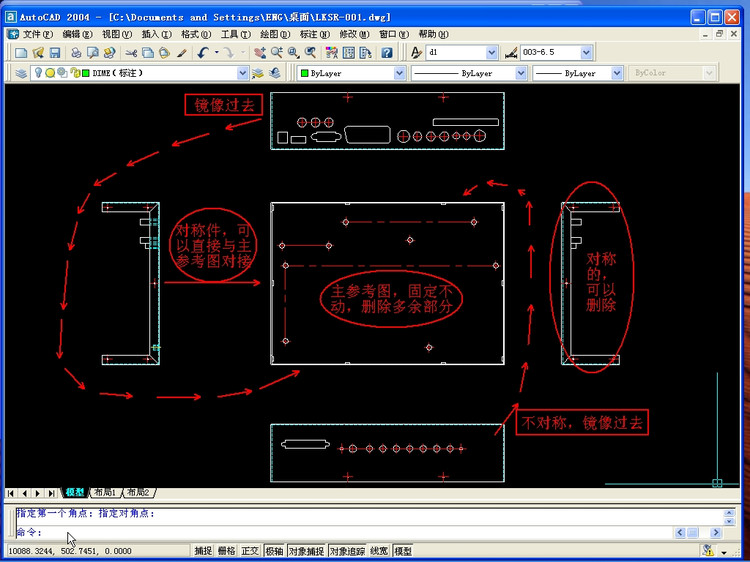 AutoCAD 2004 - [C:\Documents and Settings\ENG\桌面\LKSR-001.dwg]
文件(F) 编辑(E) 视图(V) 插入(I) 格式(O) 工具(T) 绘图(D) 标注(N) 修改(M) 窗口(W) 帮助(H)
d1 003-6.5
DIME(标注) ByLayer ByLayer ByLayer ByColor
镜像过去
对称件，可
以直接与主
参考图对接
主参考图，固定不
动，删除多余部分
对称
的，
可以
删除
不对称，镜像过去
模型 布局1 布局2
指定第一个角点: 指定对角点:
命令:
10088.3244, 502.7451, 0.0000 捕捉 栅格 正交 极轴 对象捕捉 对象追踪 线宽 模型